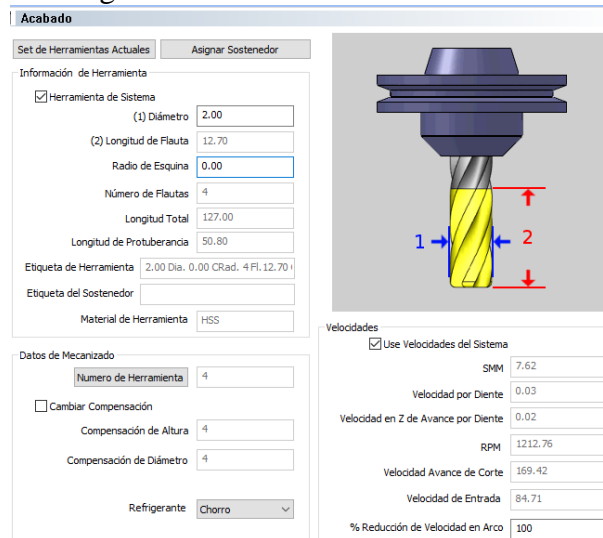 Acabado
Set de Herramientas Actuales
Asignar Sostenedor
Información de Herramienta
Herramienta de Sistema
(1) Diámetro 2.00
(2) Longitud de Flauta 12.70
Radio de Esquina 0.00
Número de Flautas 4
Longitud Total 127.00
Longitud de Protuberancia 50.80
Etiqueta de Herramienta 2.00 Dia. 0.00 CRad. 4 Fl. 12.70
Etiqueta del Sostenedor
Material de Herramienta HSS
Datos de Mecanizado
Numero de Herramienta 4
Cambiar Compensación
Compensación de Altura 4
Compensación de Diámetro 4
Refrigerante Chorro
1
2
Velocidades
Use Velocidades del Sistema
SMM 7.62
Velocidad por Diente 0.03
Velocidad en Z de Avance por Diente 0.02
RPM 1212.76
Velocidad Avance de Corte 169.42
Velocidad de Entrada 84.71
% Reducción de Velocidad en Arco 100